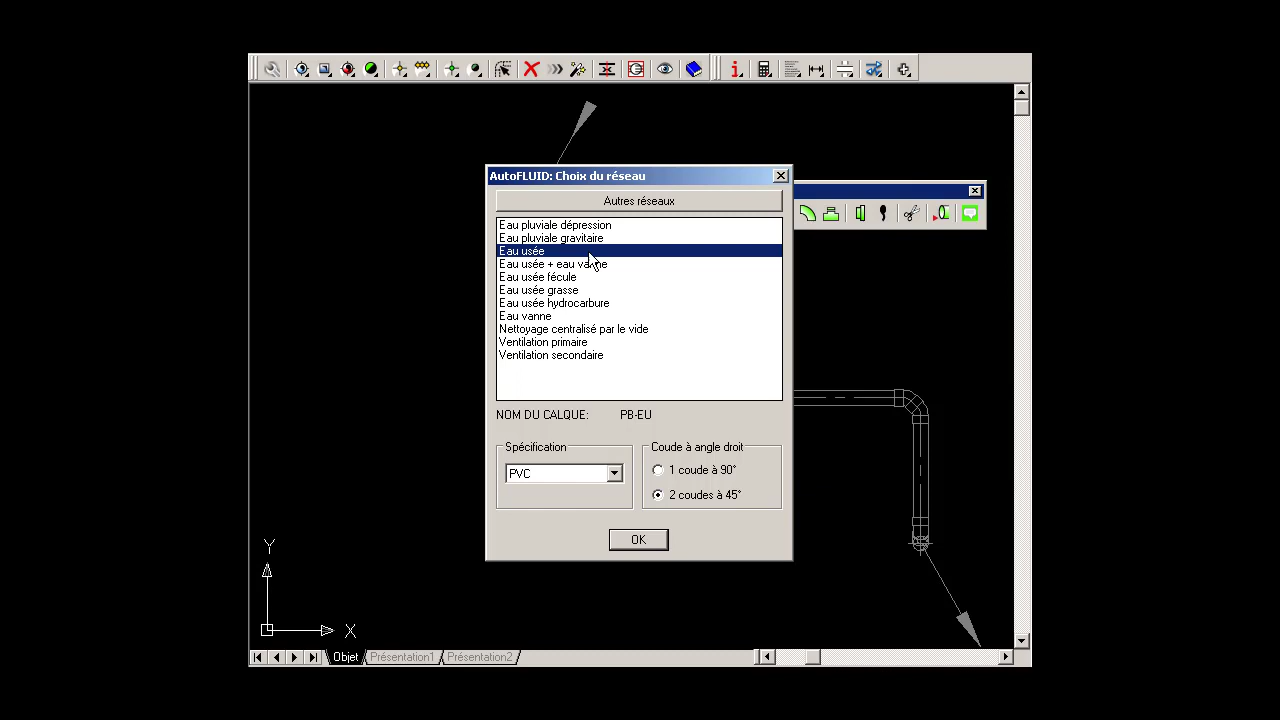 AutoFLUID: Choix du réseau
Autres réseaux
Eau pluviale dépression
Eau pluviale gravitaire
Eau usée
Eau usée + eau vanne
Eau usée fécule
Eau usée grasse
Eau usée hydrocarbure
Eau vanne
Nettoyage centralisé par le vide
Ventilation primaire
Ventilation secondaire
NOM DU CALQUE: PB-EU
Spécification
Coude à angle droit
PVC
1 coude à 90°
2 coudes à 45°
OK
Y
X
Objet
Présentation1
Présentation2